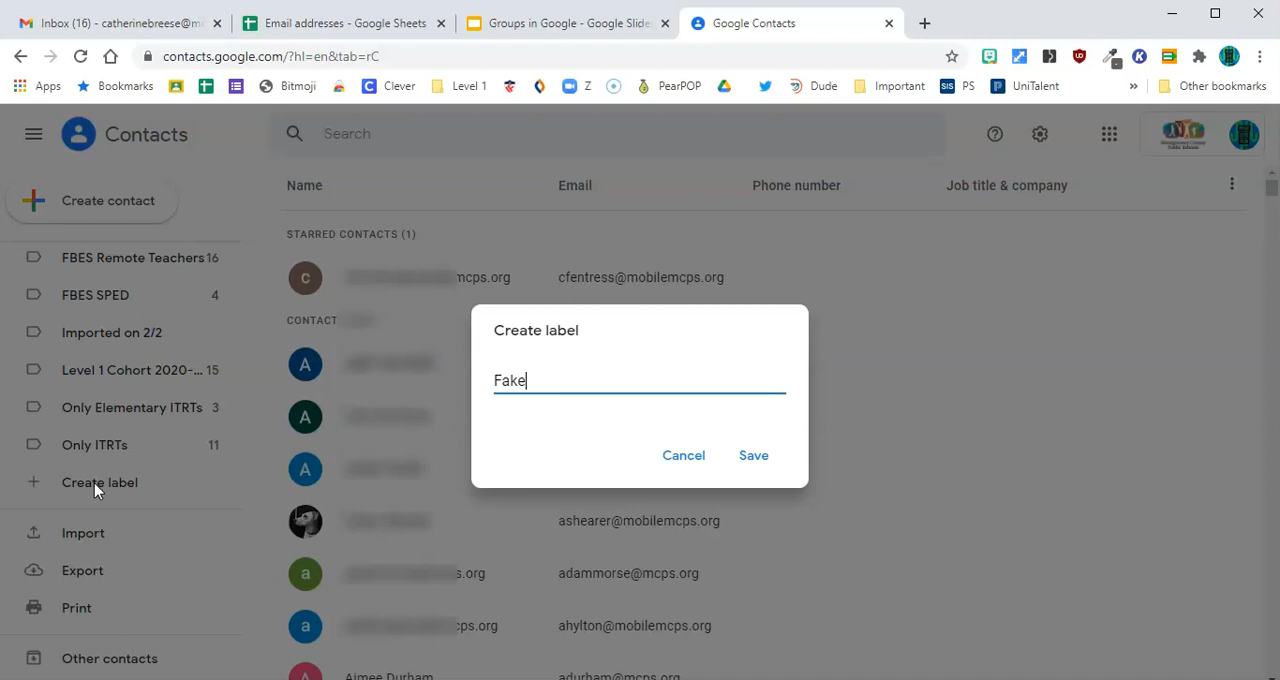 Inbox (16) - catherinebreese@m
Email addresses - Google Sheets
Groups in Google - Google Slide
Google Contacts
contacts.google.com/?hl=en&tab=rC
Apps
Bookmarks
Bitmoji
Clever
Level 1
Z
PearPOP
Dude
Important
SIS PS
UniTalent
»
Other bookmarks
Contacts
Search
Create contact
Name
Email
Phone number
Job title & company
FBES Remote Teachers 16
STARRED CONTACTS (1)
FBES SPED 4
c
mcps.org
cfentress@mobilemcps.org
Imported on 2/2
CONTACT
Create label
Level 1 Cohort 2020-... 15
A
Fake
Only Elementary ITRTs 3
A
Only ITRTs 11
A
Cancel
Save
Create label
ashearer@mobilemcps.org
Import
Export
a
s.org
adammorse@mcps.org
Print
a
cps.org
ahylton@mobilemcps.org
Other contacts
Aimee Durham
adurham@mcps.org